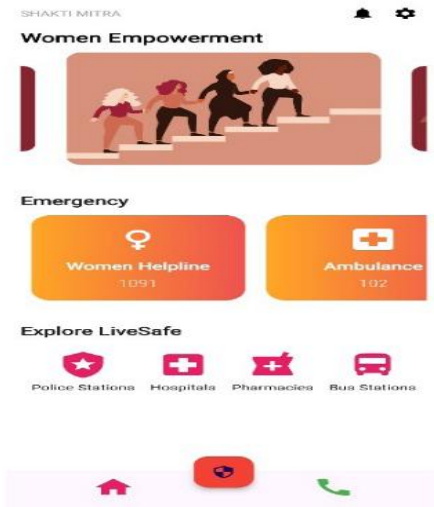 SHAKTI MITRA
Women Empowerment
Emergency
Women Helpline
1091
Ambulance
102
Explore LiveSafe
Police Stations Hospitals Pharmacies Bus Stations